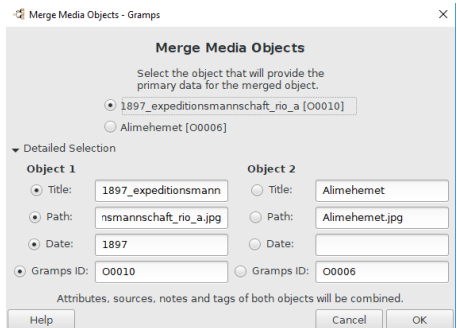 Merge Media Objects - Gramps
Merge Media Objects
Select the object that will provide the
primary data for the merged object.
1897_expeditionsmannschaft_rio_a [O0010]
Alimehemet [O0006]
Detailed Selection
Object 1 Object 2
Title: 1897_expeditionsmann Title: Alimehemet
Path: nsmannschaft_rio_a.jpg Path: Alimehemet.jpg
Date: 1897 Date:
Gramps ID: O0010 Gramps ID: O0006
Attributes, sources, notes and tags of both objects will be combined.
Help Cancel OK